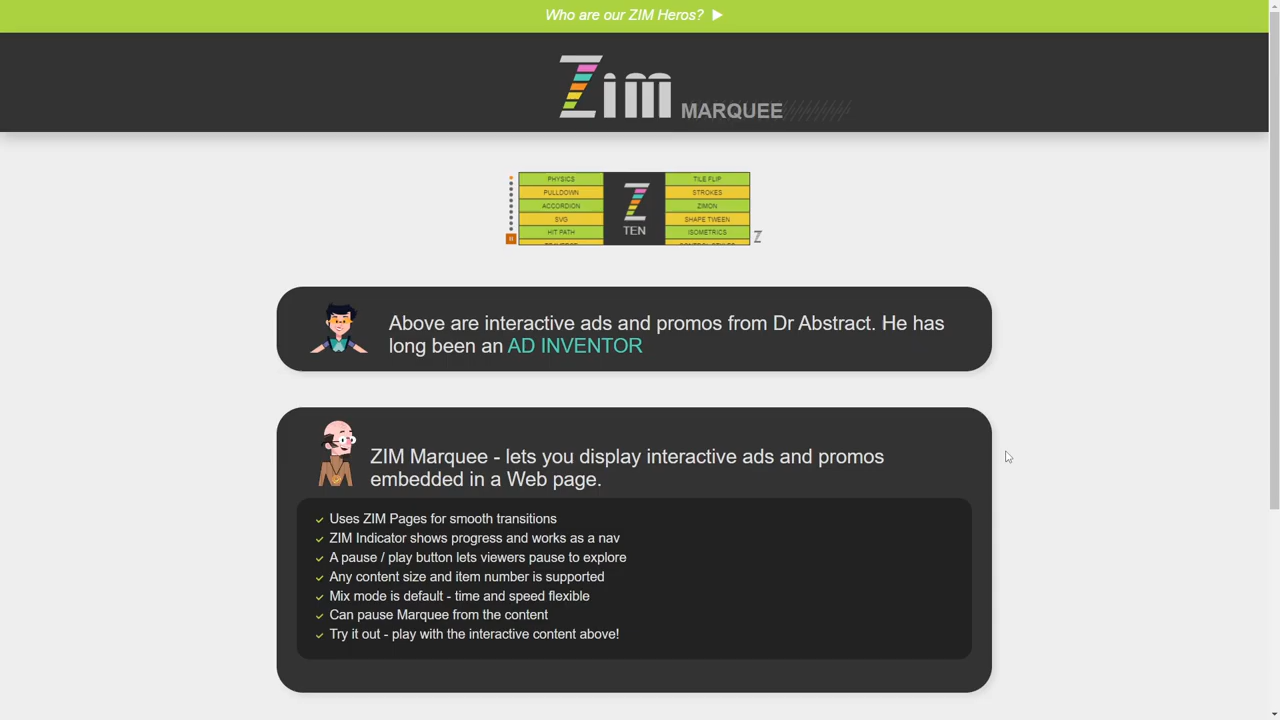 Who are our ZIM Heros? ▶
Zim MARQUEE
PHYSICS
PULLDOWN
ACCORDION
SVG
HIT PATH
Z
TEN
TILE FLIP
STROKES
ZIMON
SHAPE TWEEN
ISOMETRICS
Z
Above are interactive ads and promos from Dr Abstract. He has
long been an AD INVENTOR
ZIM Marquee - lets you display interactive ads and promos
embedded in a Web page.
Uses ZIM Pages for smooth transitions
ZIM Indicator shows progress and works as a nav
A pause / play button lets viewers pause to explore
Any content size and item number is supported
Mix mode is default - time and speed flexible
Can pause Marquee from the content
Try it out - play with the interactive content above!